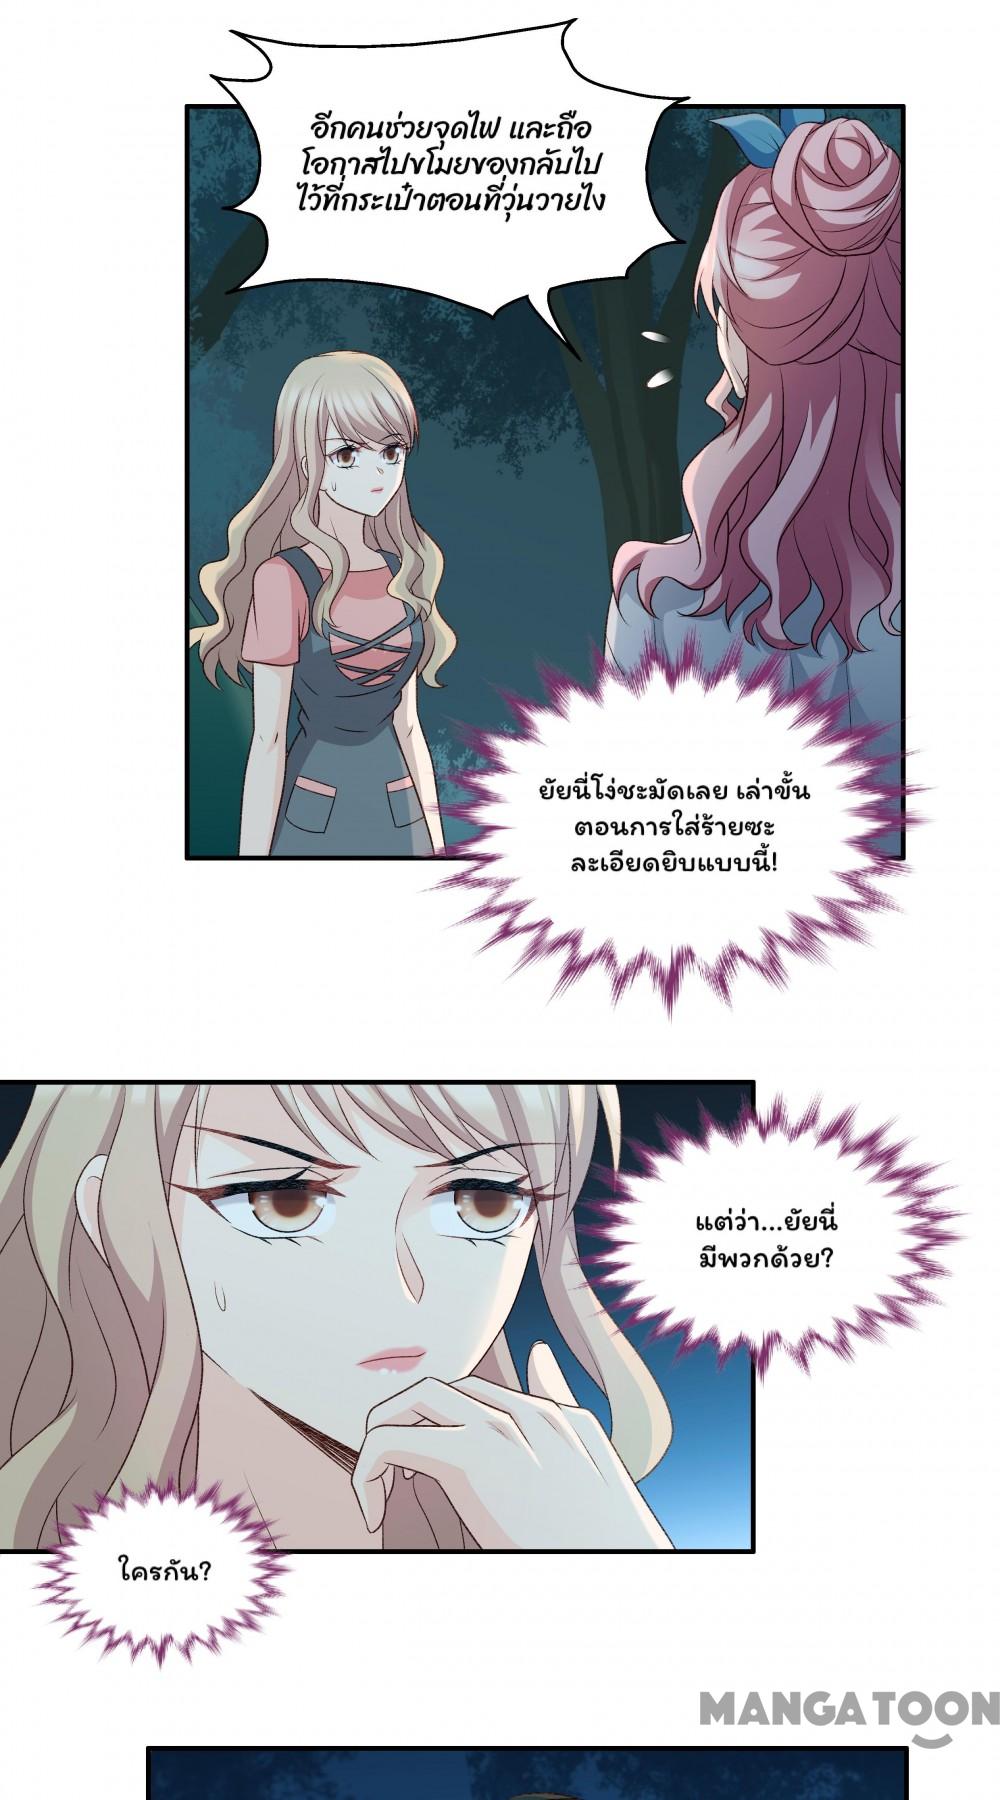 อีกคนช่วยจุดไฟ และถือ
โอกาสไปขโมยของกลับไป
ไว้ที่กระเป๋าตอนที่วุ่นวายไง
ยัยนี่โง่ชะมัดเลย เล่าขั้น
ตอนการใส่ร้ายซะ
ละเอียดยิบแบบนี้!
แต่ว่า...ยัยนี่
มีพวกด้วย?
ใครกัน?
MANGATOON